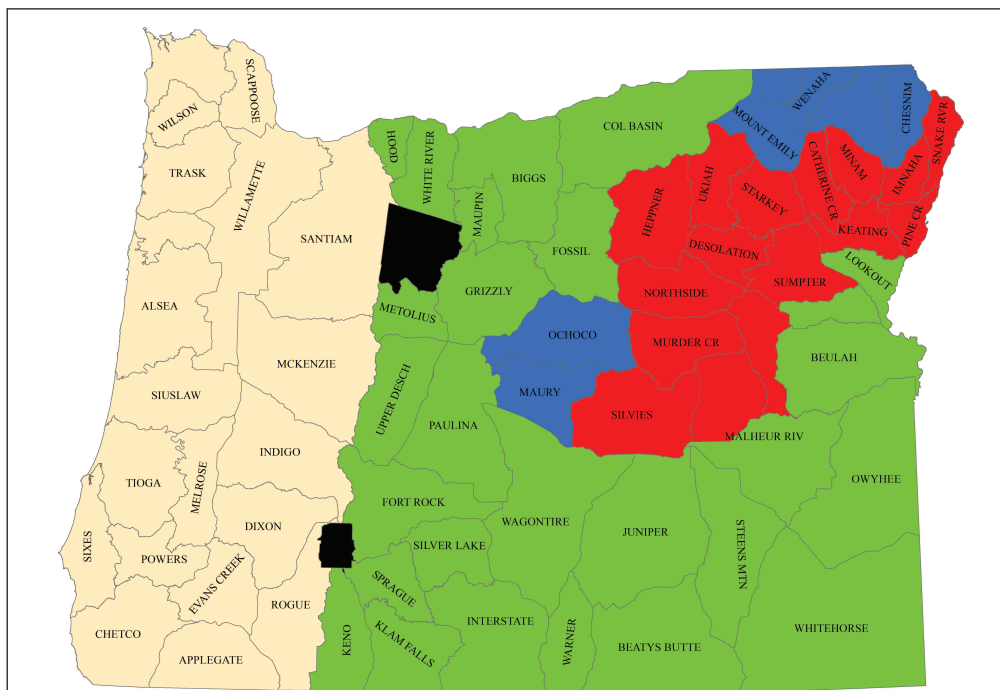 SCAPPOOSE
WILSON
TRASK
WILLAMETTE
SANTIAM
ALSEA
MCKENZIE
SIUSLAW
INDIGO
TIOGA
MELROSE
DIXON
SIXES
POWERS
EVANS CREEK
ROGUE
CHETCO
APPLEGATE
HOOD
WHITE RIVER
BIGGS
MAUPIN
COL BASIN
FOSSIL
GRIZZLY
METOLIUS
UPPER DESCH
PAULINA
FORT ROCK
SILVER LAKE
SPRAGUE
KENO
KLAM FALLS
INTERSTATE
WARNER
WAGONTIRE
JUNIPER
BEATYS BUTTE
STEENS MTN
WHITEHORSE
OWYHEE
MALHEUR RIV
BEULAH
LOOKOUT
OCHOCO
MAURY
SILVIES
MURDER CR
NORTHSIDE
DESOLATION
SUMPTER
HEPPNER
UKIAH
STARKEY
CATHERINE CR
MINAM
IMNAHA
KEATING
PINE CR
SNAKE RVR
MOUNT EMILY
WENAHA
CHESNIM